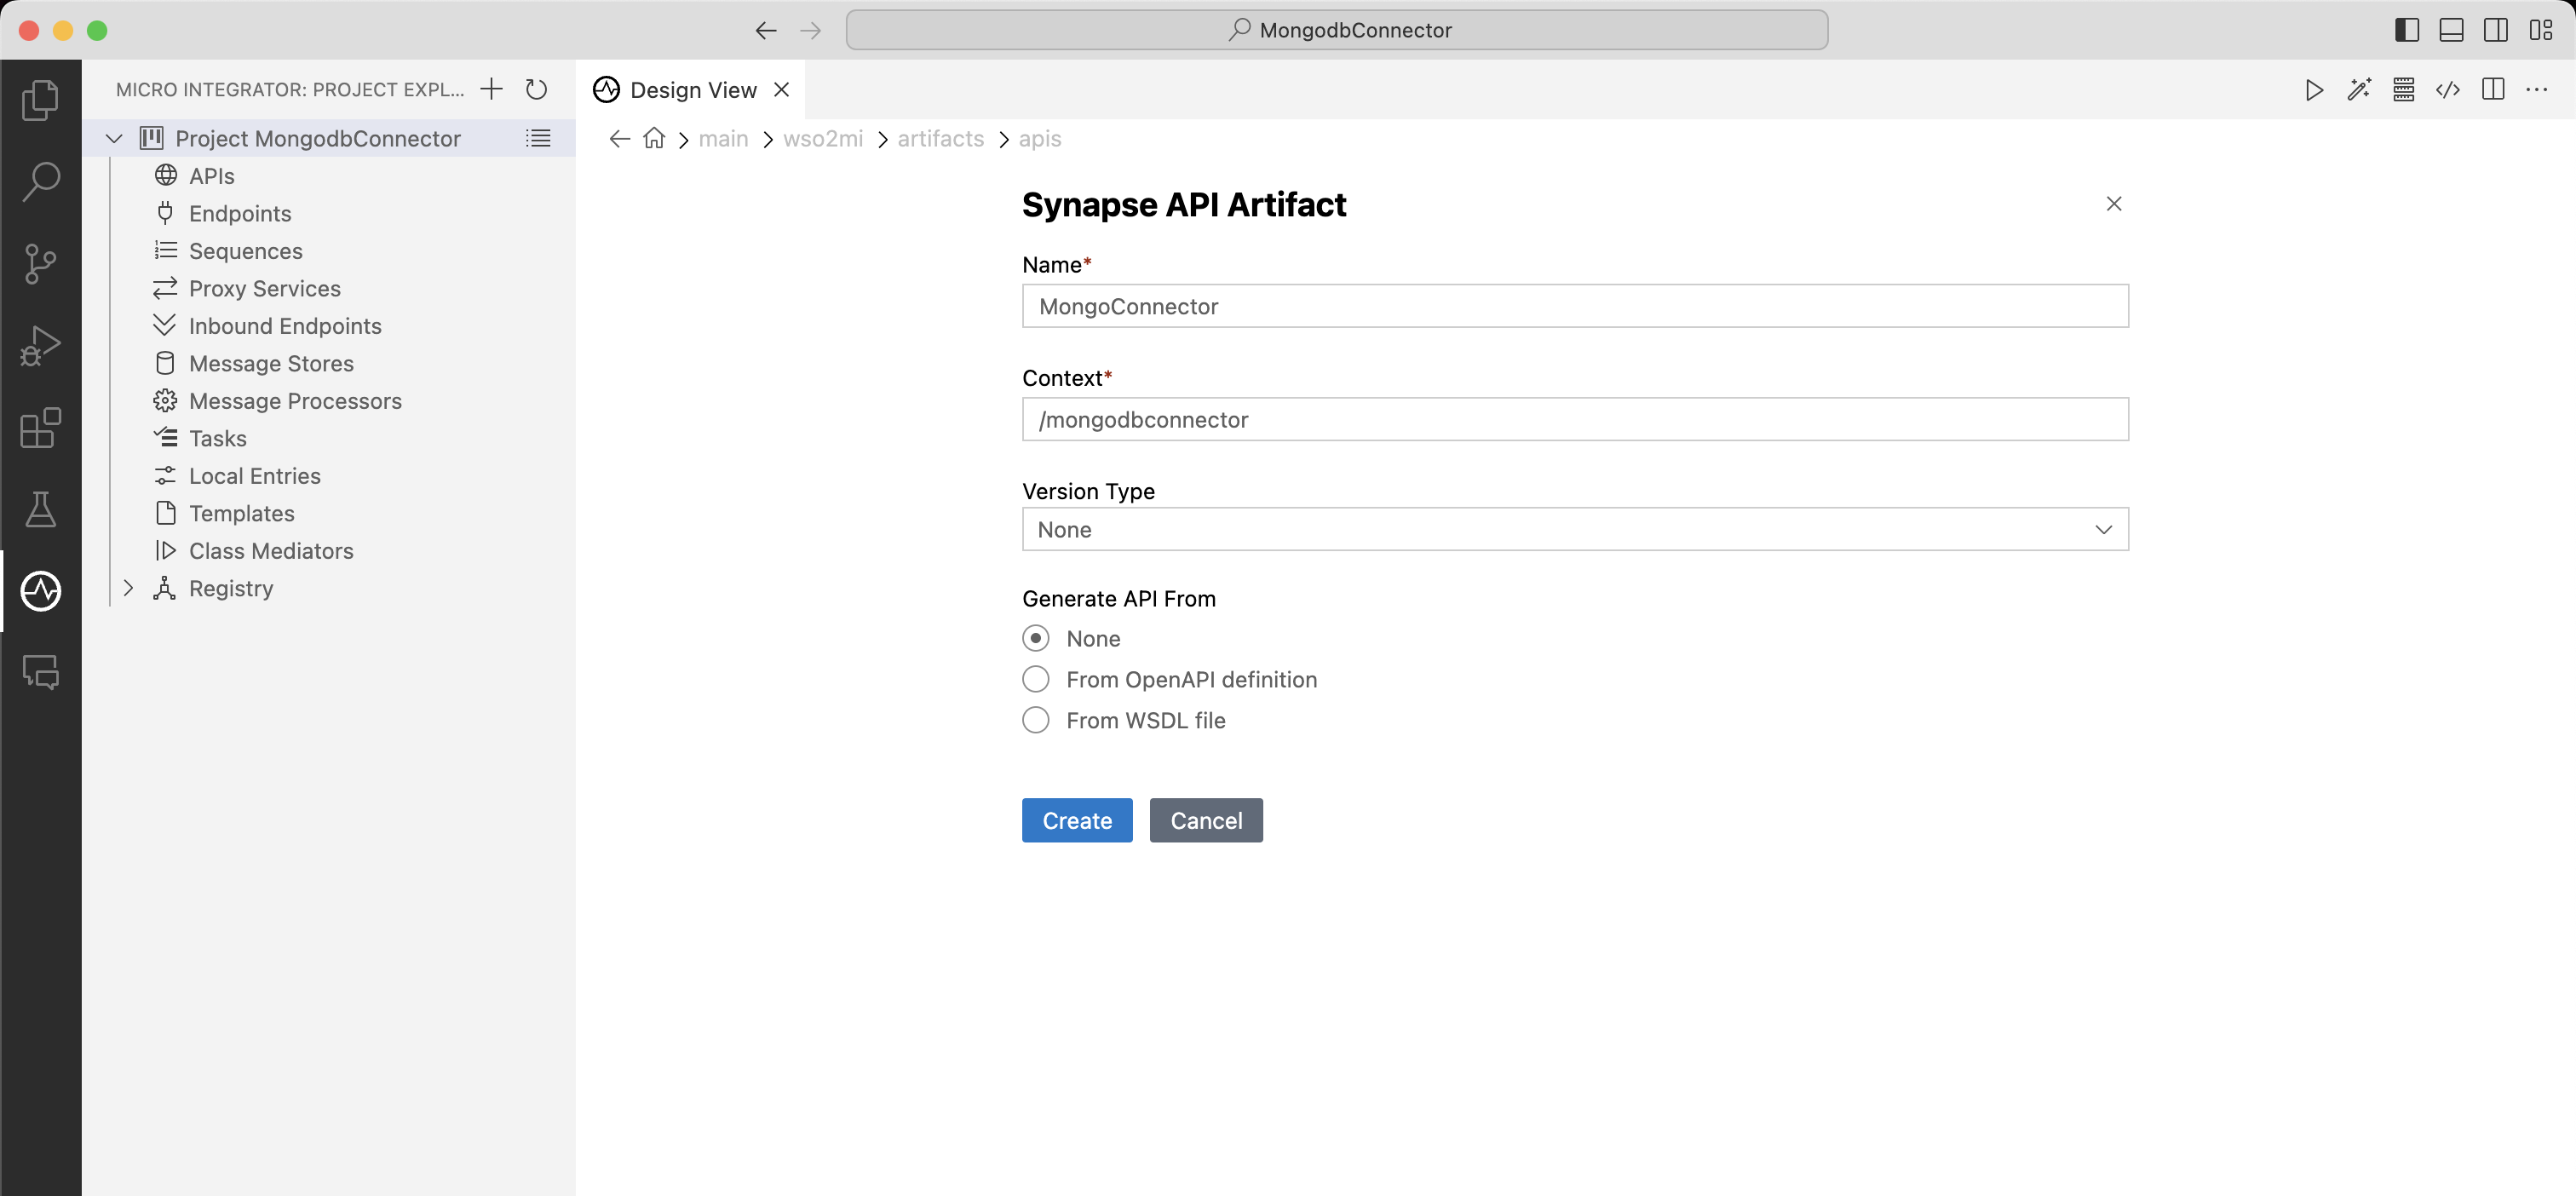 MongodbConnector
MICRO INTEGRATOR: PROJECT EXPL...
Project MongodbConnector
APIs
Endpoints
Sequences
Proxy Services
Inbound Endpoints
Message Stores
Message Processors
Tasks
Local Entries
Templates
Class Mediators
Registry
Design View
main > wso2mi > artifacts > apis
Synapse API Artifact
Name*
MongoConnector
Context*
/mongodbconnector
Version Type
None
Generate API From
None
From OpenAPI definition
From WSDL file
Create Cancel